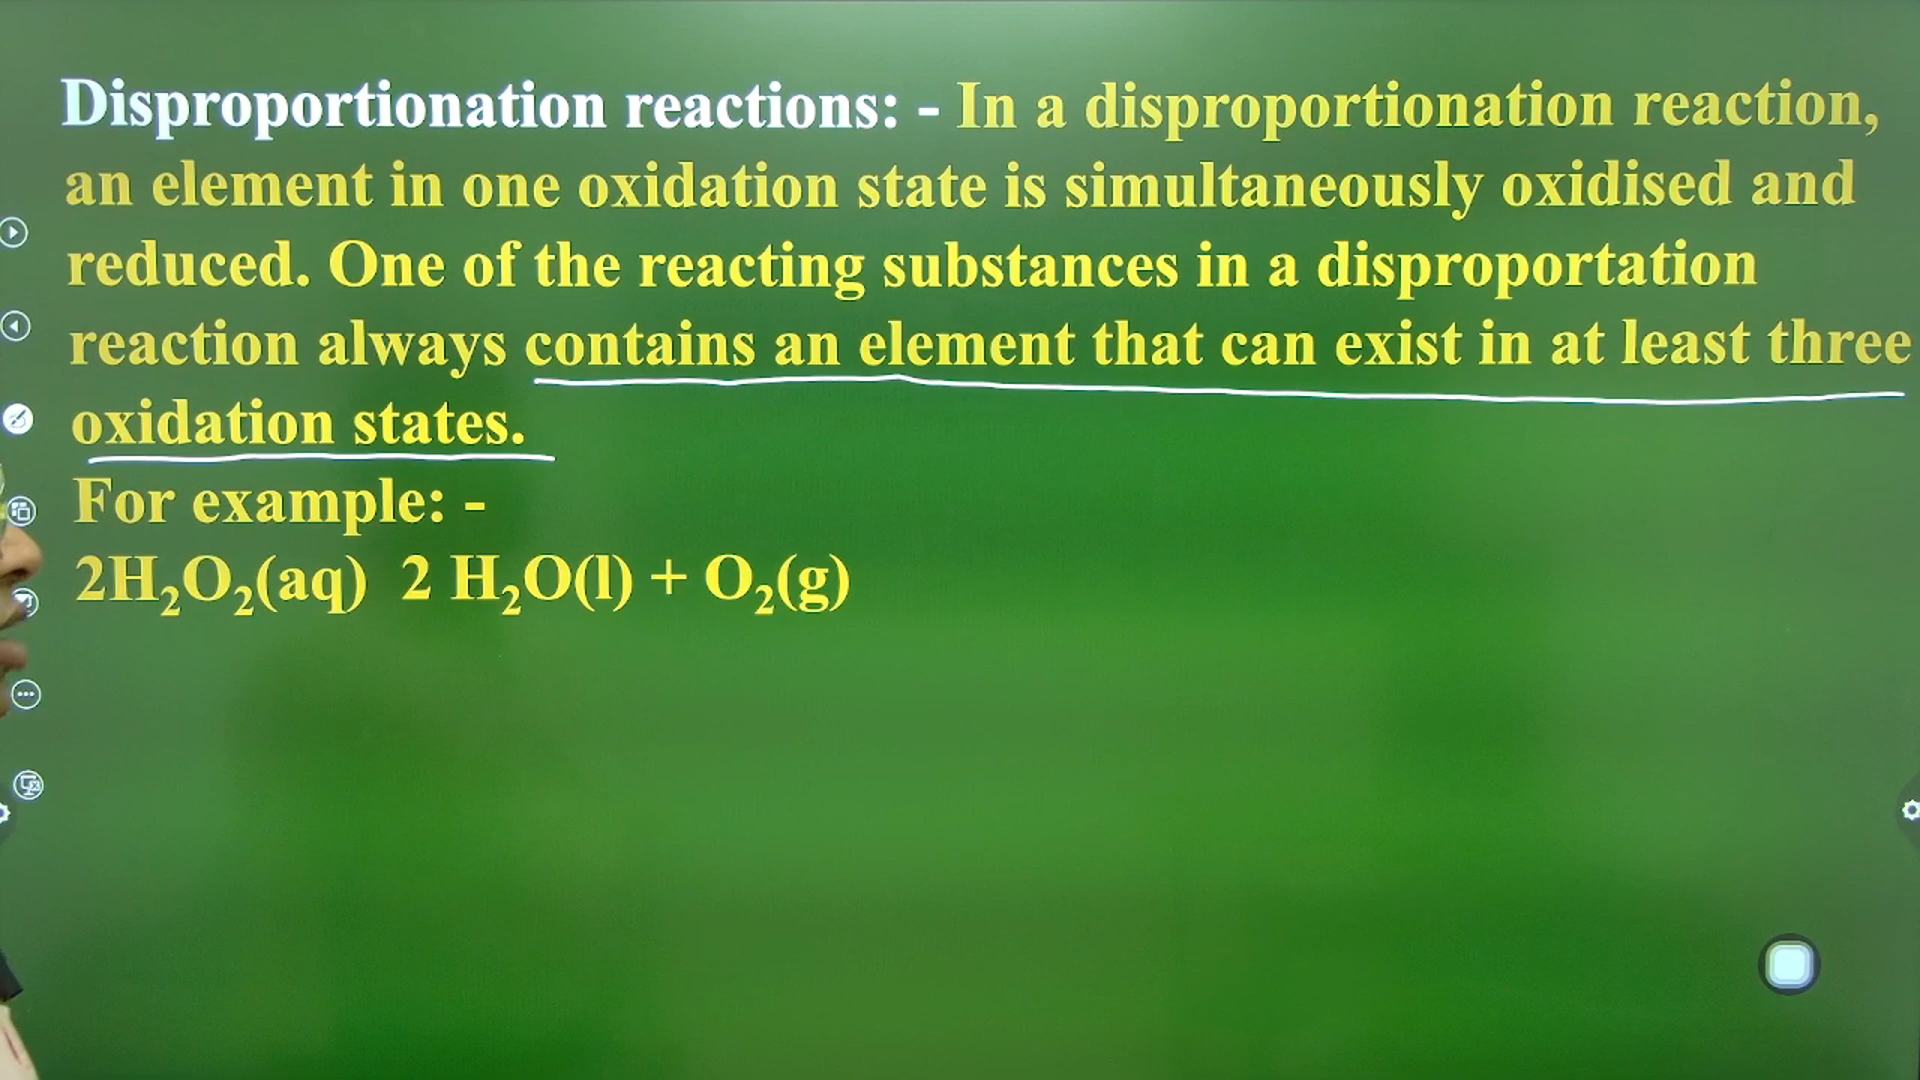 Disproportionation reactions: - In a disproportionation reaction,
an element in one oxidation state is simultaneously oxidised and
reduced. One of the reacting substances in a disproportation
reaction always contains an element that can exist in at least three
oxidation states.
For example: -
2H₂O₂(aq) 2 H₂O(l) + O₂(g)